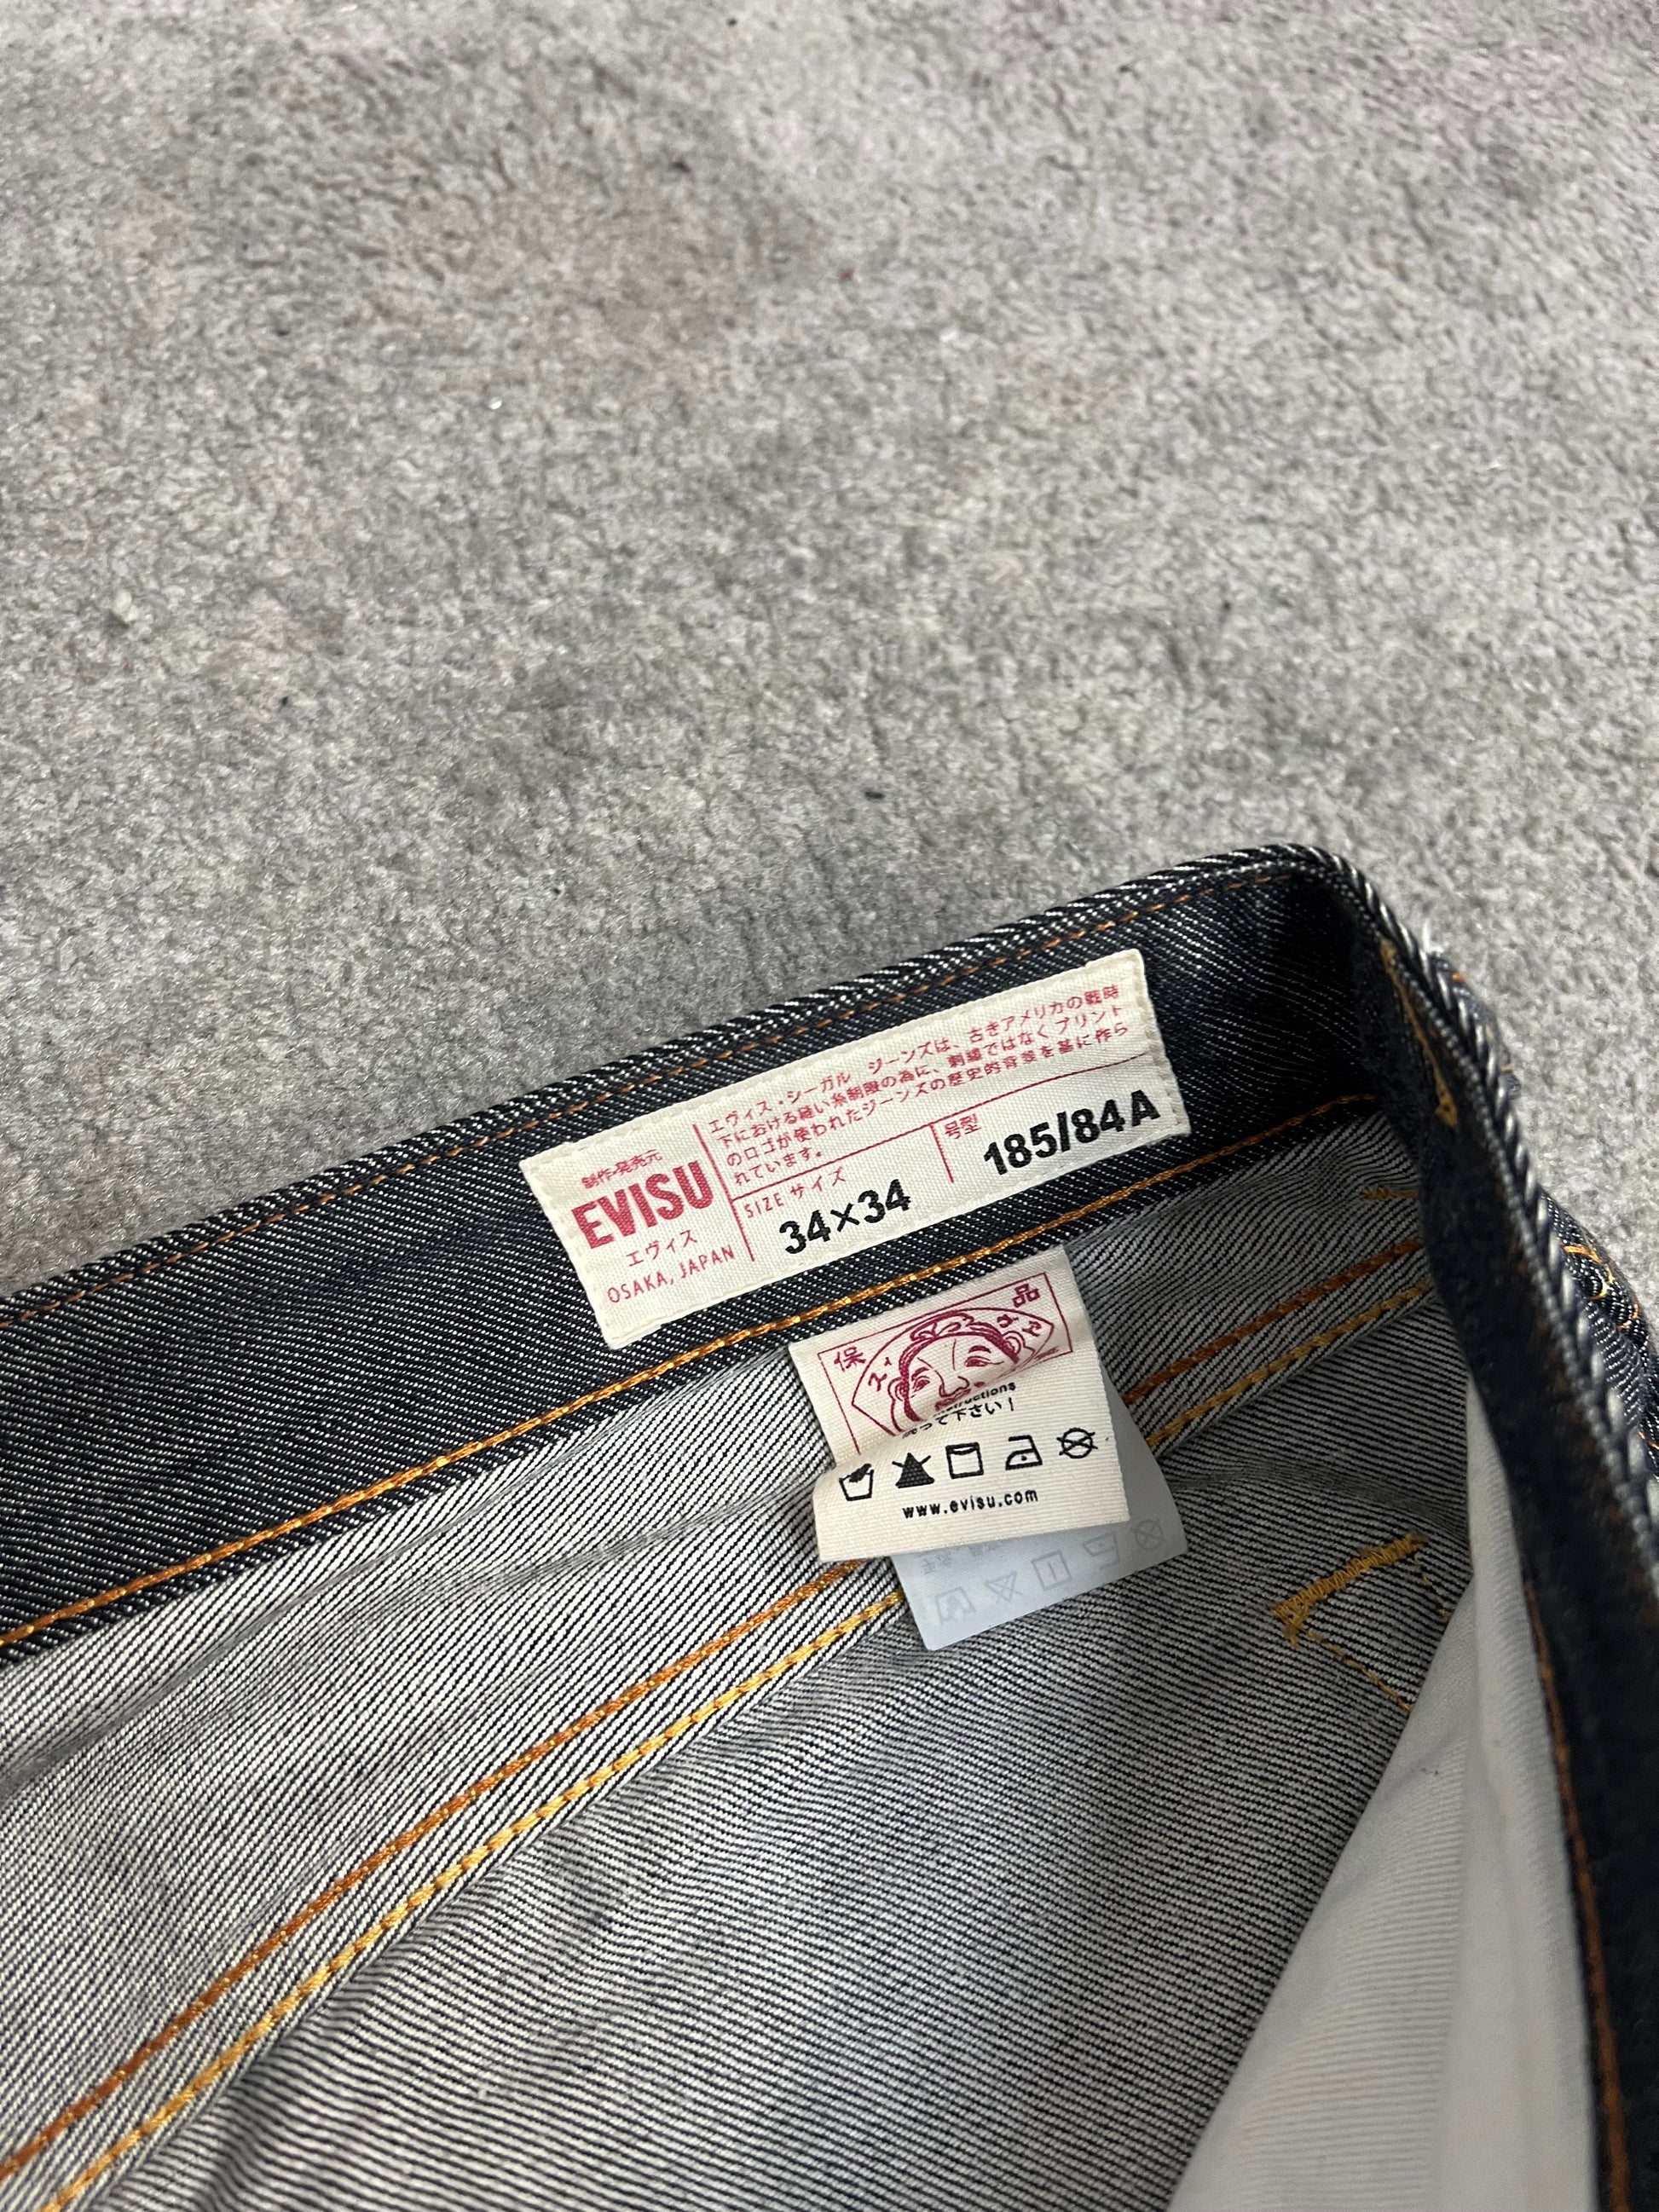 制作・発売元
EVISU
エヴィス
OSAKA, JAPAN
エヴィス・シーガル ジーンズは、古きアメリカの戦時
下における縫い糸制限の為に、刺繍ではなくプリント
のロゴが使われたジーンズの歴史的背景を基に作ら
れています。
SIZE サイズ
34×34
号型
185/84A
保
品
エ
て下さい！
www.evisu.com